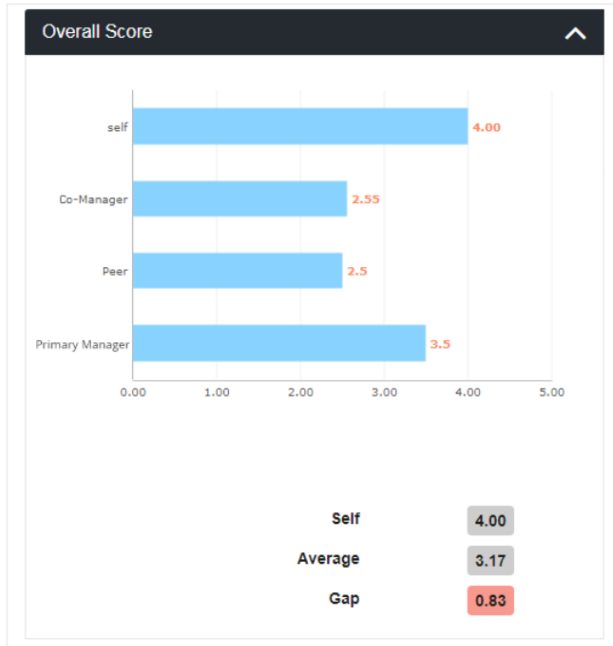 Overall Score
self
4.00
Co-Manager
2.55
Peer
2.5
Primary Manager
3.5
0.00 1.00 2.00 3.00 4.00 5.00
Self 4.00
Average 3.17
Gap 0.83